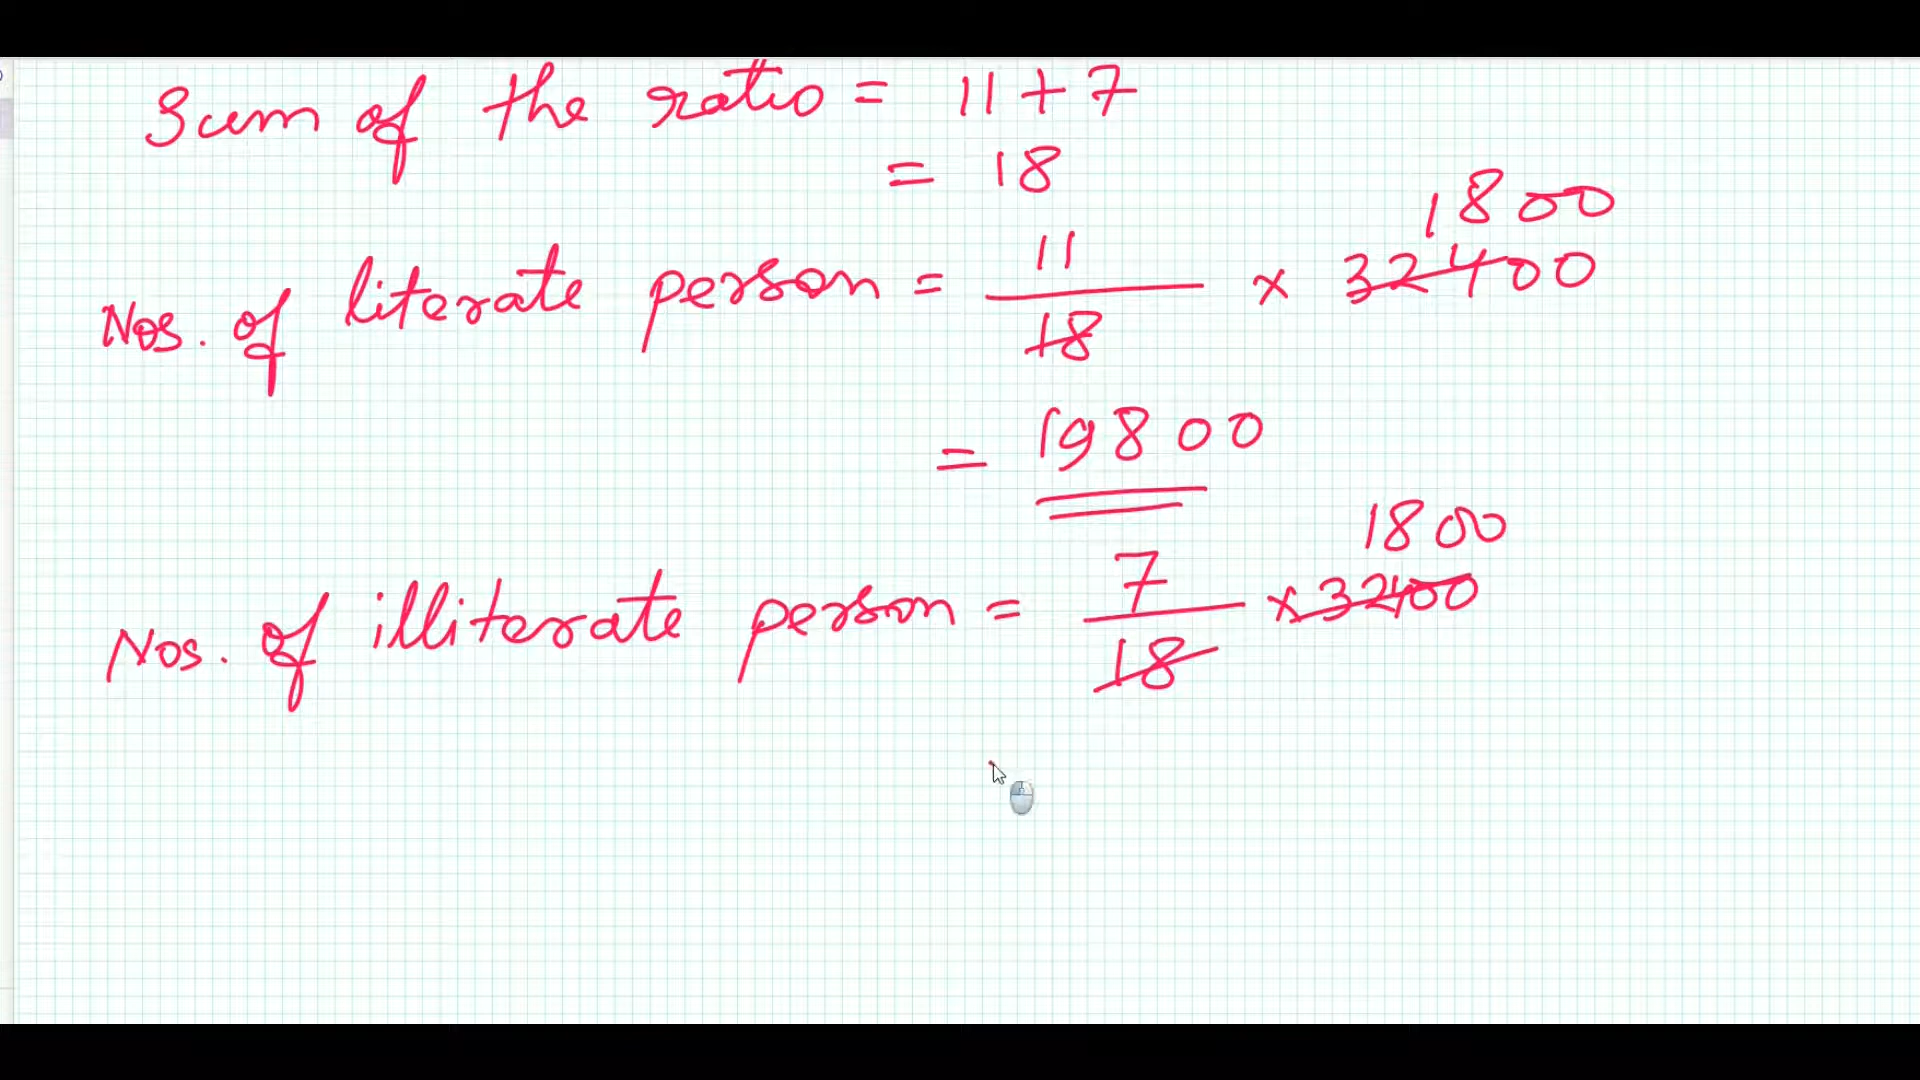 Sum of the ratio = 11 + 7
= 18
1800
Nos. of literate person = 11/18 × 32400
= 19800
1800
Nos. of illiterate person = 7/18 × 32400